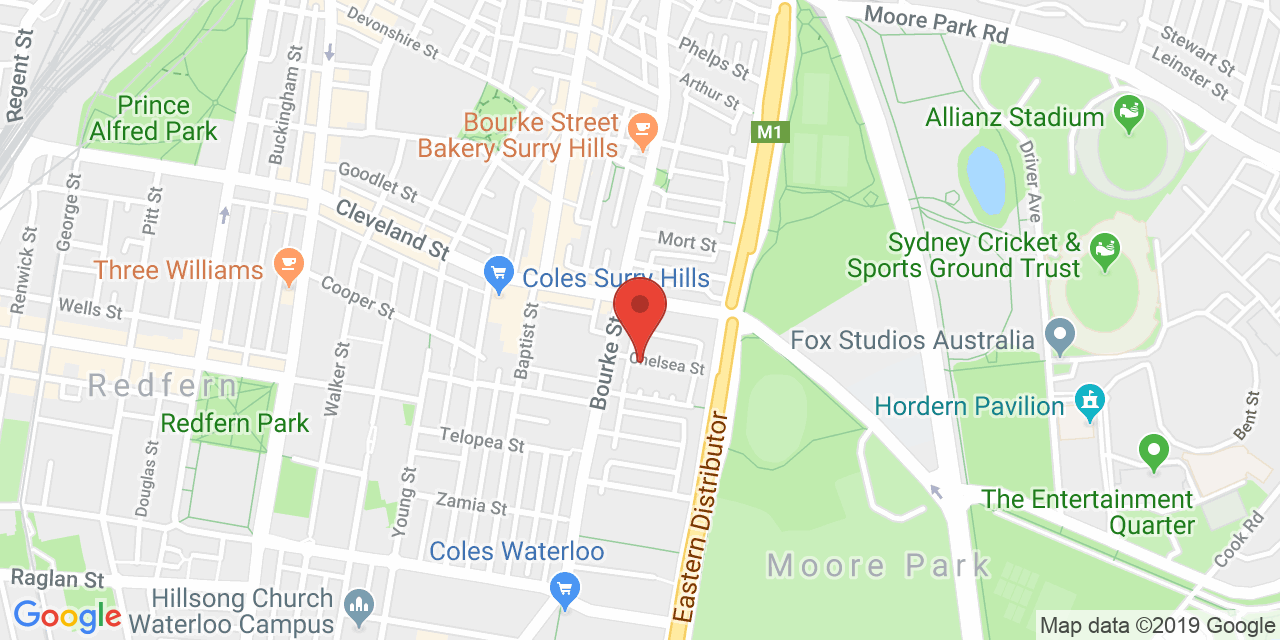 Regent St
Devonshire St
Moore Park Rd
Stewart St
Leinster St
Phelps St
Arthur St
Buckingham St
Prince
Alfred Park
Bourke Street
Bakery Surry Hills
M1
Allianz Stadium
Driver Ave
Goodlet St
George St
Pitt St
Cleveland St
Renwick St
Mort St
Sydney Cricket &
Sports Ground Trust
Three Williams
Coles Surry Hills
Cooper St
Wells St
Baptist St
Bourke St
Fox Studios Australia
Chelsea St
Walker St
Redfern
Redfern Park
Hordern Pavilion
Bent St
Telopea St
Douglas St
Young St
Zamia St
Eastern Distributor
The Entertainment
Quarter
Cook Rd
Coles Waterloo
Moore Park
Raglan St
Hillsong Church
Waterloo Campus
Google
Map data ©2019 Google